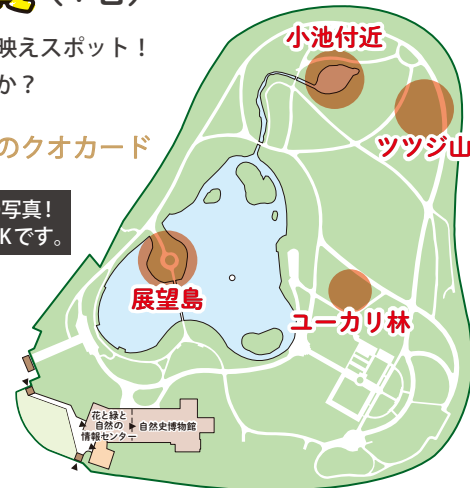 映えスポット！
か？
のクオカード
写真！
Kです。
小池付近
ツツジ山
展望島
ユーカリ林
花と緑と
自然の
情報センター
自然史博物館